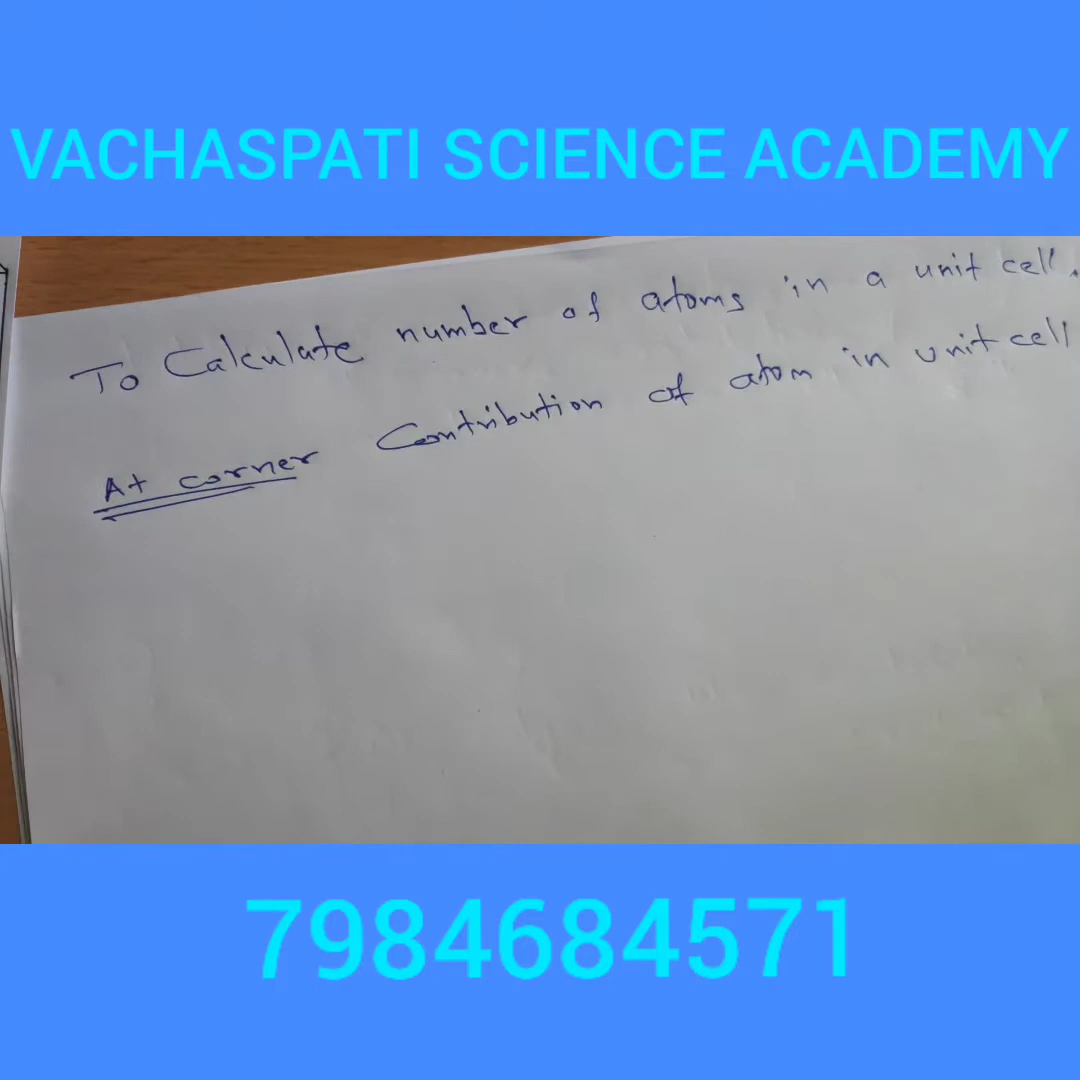 VACHASPATI SCIENCE ACADEMY
To Calculate number of atoms in a unit cell.
At corner Contribution of atom in unit cell
7984684571